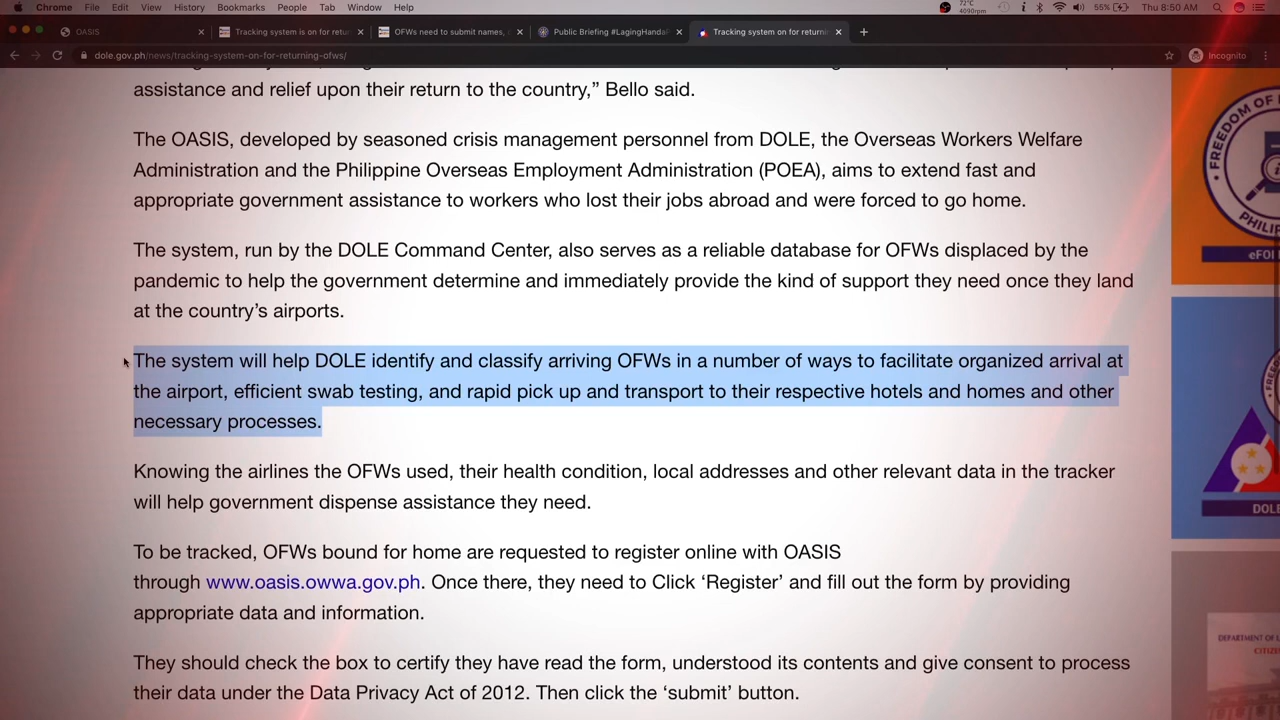 Chrome File Edit View History Bookmarks People Tab Window Help 72°C 4090rpm 55% Thu 8:50 AM
OASIS Tracking system is on for retu OFWs need to submit names, Public Briefing #LagingHanda Tracking system on for returni
dole.gov.ph/news/tracking-system-on-for-returning-ofws/ Incognito
assistance and relief upon their return to the country,” Bello said.
The OASIS, developed by seasoned crisis management personnel from DOLE, the Overseas Workers Welfare
Administration and the Philippine Overseas Employment Administration (POEA), aims to extend fast and
appropriate government assistance to workers who lost their jobs abroad and were forced to go home.
The system, run by the DOLE Command Center, also serves as a reliable database for OFWs displaced by the
pandemic to help the government determine and immediately provide the kind of support they need once they land
at the country’s airports.
The system will help DOLE identify and classify arriving OFWs in a number of ways to facilitate organized arrival at
the airport, efficient swab testing, and rapid pick up and transport to their respective hotels and homes and other
necessary processes.
Knowing the airlines the OFWs used, their health condition, local addresses and other relevant data in the tracker
will help government dispense assistance they need.
To be tracked, OFWs bound for home are requested to register online with OASIS
through www.oasis.owwa.gov.ph. Once there, they need to Click ‘Register’ and fill out the form by providing
appropriate data and information.
They should check the box to certify they have read the form, understood its contents and give consent to process
their data under the Data Privacy Act of 2012. Then click the ‘submit’ button.
FREEDOM OF
PHILIP
eFOI
DOLE
DEPARTMENT OF L
CITIZ